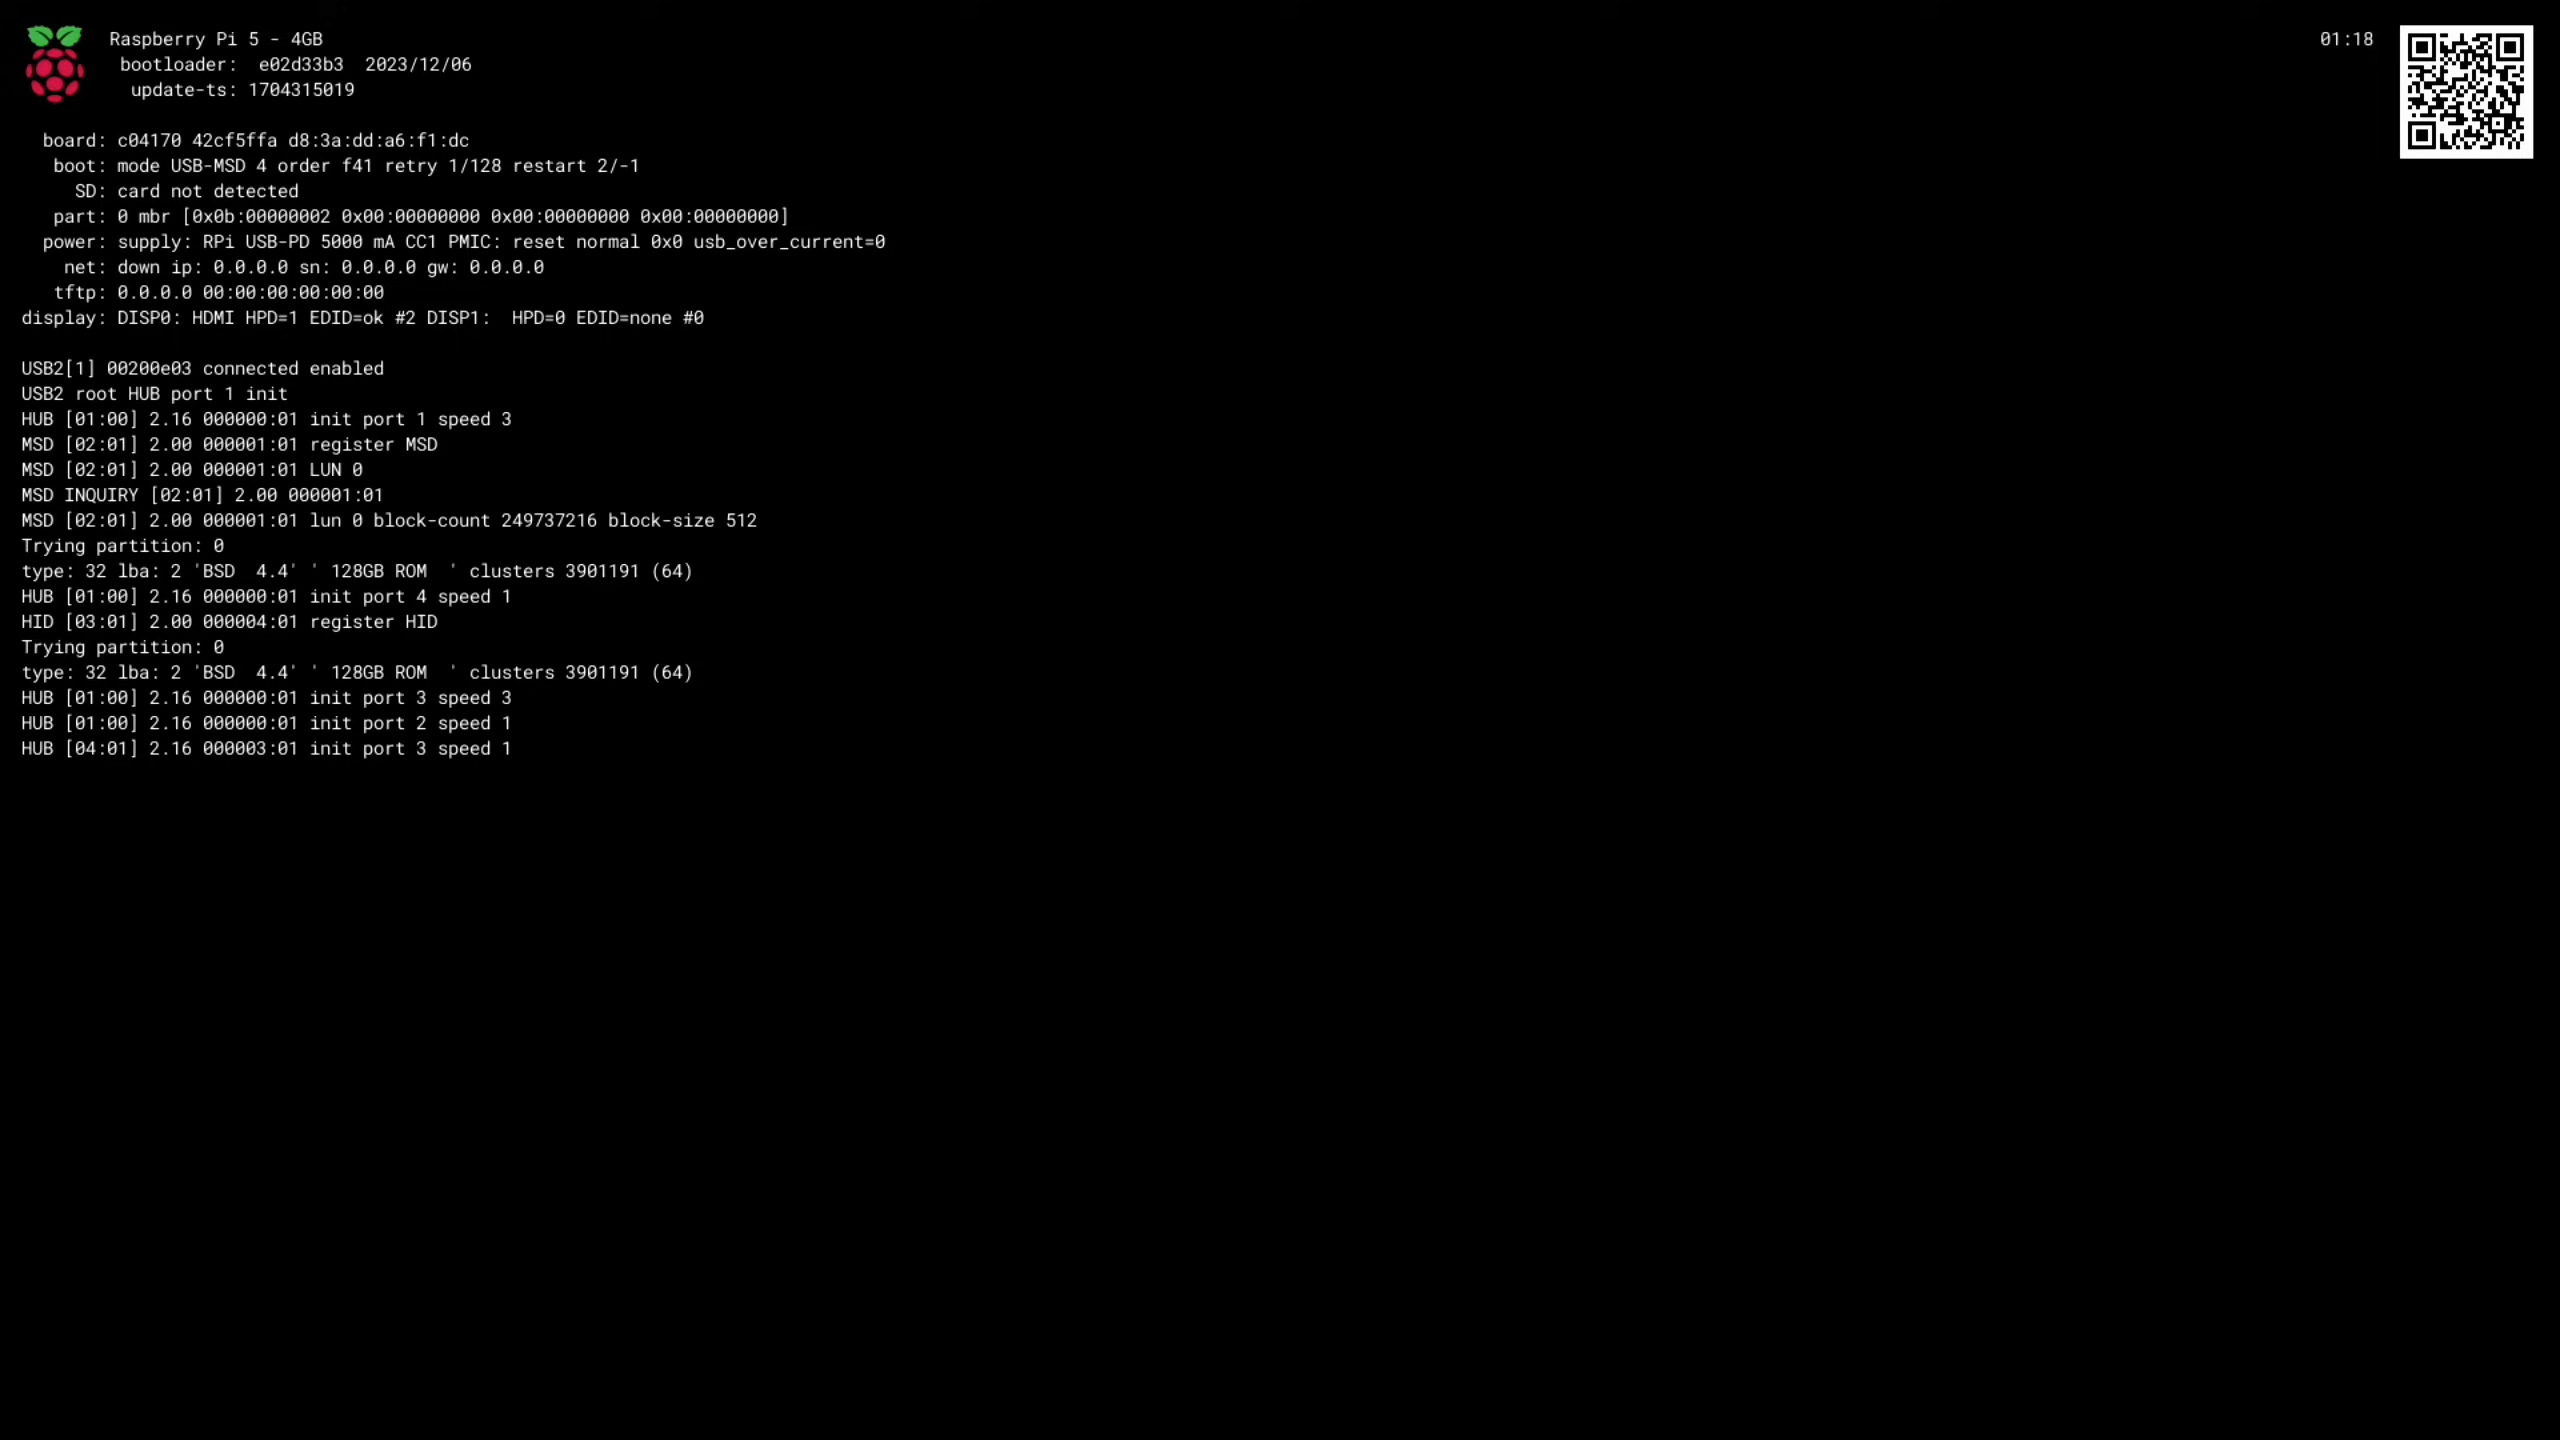 Raspberry Pi 5 - 4GB
01:18
bootloader: e02d33b3 2023/12/06
update-ts: 1704315019
board: c04170 42cf5ffa d8:3a:dd:a6:f1:dc
boot: mode USB-MSD 4 order f41 retry 1/128 restart 2/-1
SD: card not detected
part: 0 mbr [0x0b:00000002 0x00:00000000 0x00:00000000 0x00:00000000]
power: supply: RPi USB-PD 5000 mA CC1 PMIC: reset normal 0x0 usb_over_current=0
net: down ip: 0.0.0.0 sn: 0.0.0.0 gw: 0.0.0.0
tftp: 0.0.0.0 00:00:00:00:00:00
display: DISP0: HDMI HPD=1 EDID=ok #2 DISP1:  HPD=0 EDID=none #0
USB2[1] 00200e03 connected enabled
USB2 root HUB port 1 init
HUB [01:00] 2.16 000000:01 init port 1 speed 3
MSD [02:01] 2.00 000001:01 register MSD
MSD [02:01] 2.00 000001:01 LUN 0
MSD INQUIRY [02:01] 2.00 000001:01
MSD [02:01] 2.00 000001:01 lun 0 block-count 249737216 block-size 512
Trying partition: 0
type: 32 lba: 2 'BSD  4.4' ' 128GB ROM  ' clusters 3901191 (64)
HUB [01:00] 2.16 000000:01 init port 4 speed 1
HID [03:01] 2.00 000004:01 register HID
Trying partition: 0
type: 32 lba: 2 'BSD  4.4' ' 128GB ROM  ' clusters 3901191 (64)
HUB [01:00] 2.16 000000:01 init port 3 speed 3
HUB [01:00] 2.16 000000:01 init port 2 speed 1
HUB [04:01] 2.16 000003:01 init port 3 speed 1